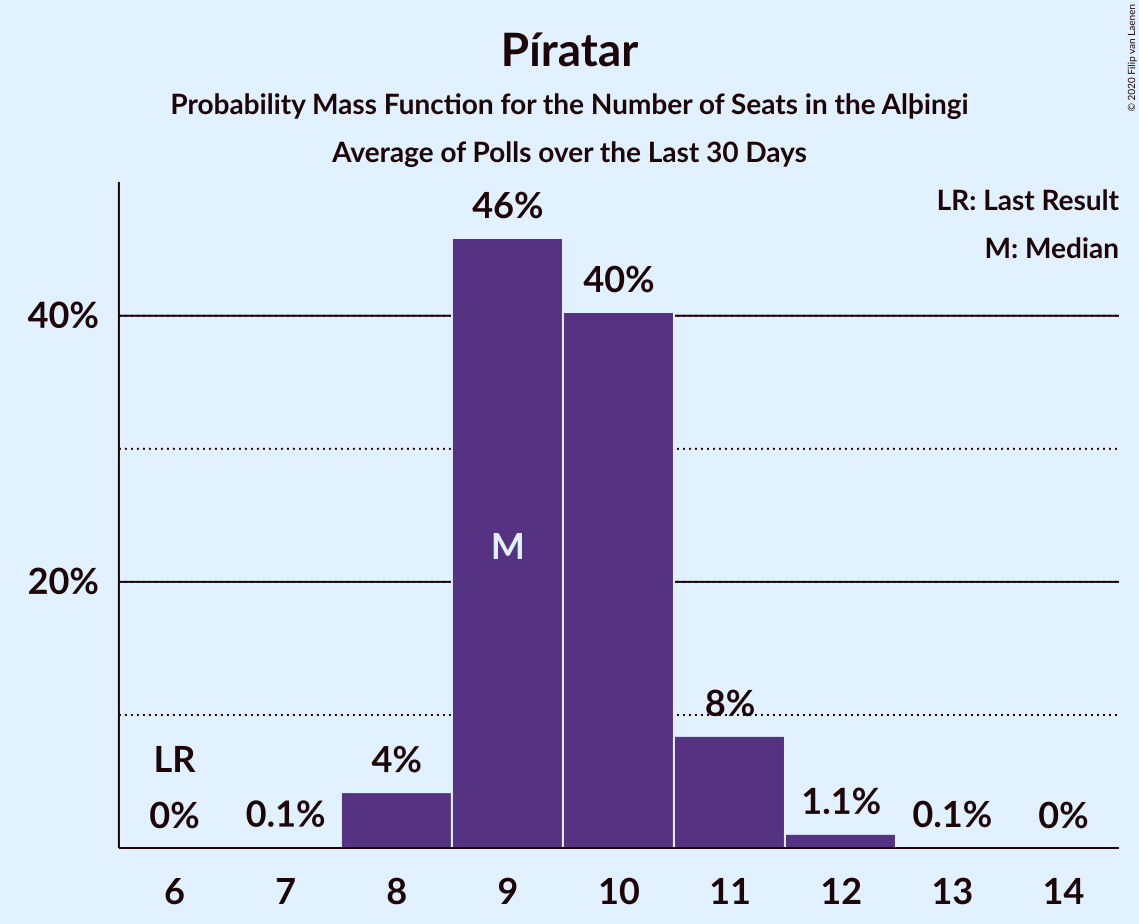 Píratar
Probability Mass Function for the Number of Seats in the Alþingi
Average of Polls over the Last 30 Days
© 2020 Filip van Laenen
LR: Last Result
M: Median
46%
40%
40%
M
20%
8%
LR
4%
0%
0.1%
1.1%
0.1%
0%
6
7
8
9
10
11
12
13
14